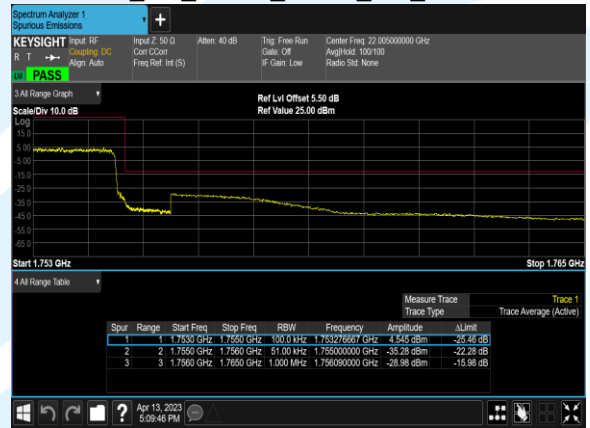 Spectrum Analyzer 1
Spurious Emissions
KEYSIGHT Input: RF Input Z: 50 Ω Atten: 40 dB Trig: Free Run Center Freq: 22.005000000 GHz
R T Coupling: DC Corr CCorr Gate: Off Avg|Hold: 100/100
Align: Auto Freq Ref: Int (S) IF Gain: Low Radio Std: None
PASS
3 All Range Graph
Ref Lvl Offset 5.50 dB
Scale/Div 10.0 dB Ref Value 25.00 dBm
Log
15.0
5.00
-5.00
-15.0
-25.0
-35.0
-45.0
-55.0
-65.0
Start 1.753 GHz Stop 1.765 GHz
4 All Range Table
Measure Trace Trace 1
Trace Type Trace Average (Active)
Spur Range Start Freq Stop Freq RBW Frequency Amplitude ΔLimit
1 1 1.7530 GHz 1.7550 GHz 100.0 kHz 1.753276667 GHz 4.545 dBm -25.46 dB
2 2 1.7550 GHz 1.7560 GHz 51.00 kHz 1.755000000 GHz -35.28 dBm -22.28 dB
3 3 1.7560 GHz 1.7650 GHz 1.000 MHz 1.756090000 GHz -28.98 dBm -15.98 dB
? Apr 13, 2023
5:09:46 PM